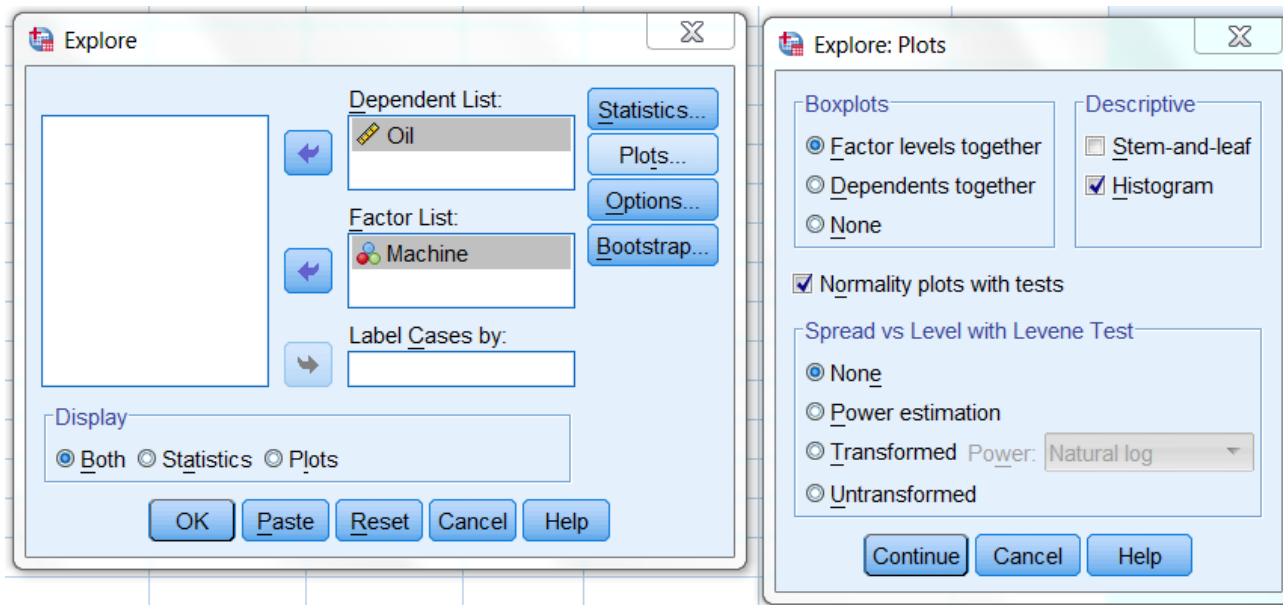 Explore
Dependent List:
Oil
Statistics...
Plots...
Options...
Bootstrap...
Factor List:
Machine
Label Cases by:
Display
Both Statistics Plots
OK Paste Reset Cancel Help
Explore: Plots
Boxplots
Factor levels together
Dependents together
None
Descriptive
Stem-and-leaf
Histogram
Normality plots with tests
Spread vs Level with Levene Test
None
Power estimation
Transformed Power: Natural log
Untransformed
Continue Cancel Help